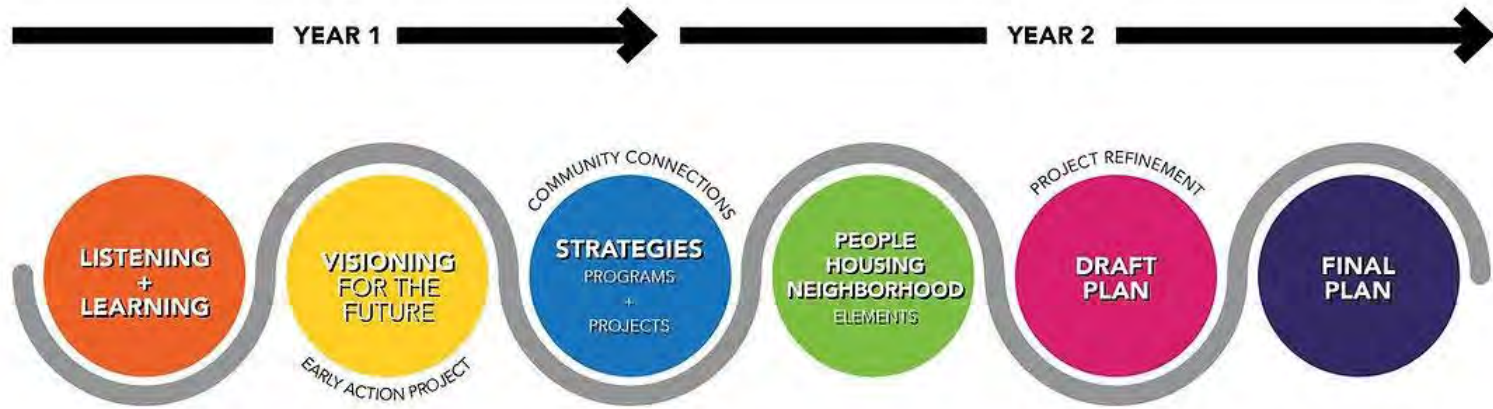 YEAR 1
YEAR 2
LISTENING
+
LEARNING
VISIONING
FOR THE
FUTURE
EARLY ACTION PROJECT
COMMUNITY CONNECTIONS
STRATEGIES
PROGRAMS
+
PROJECTS
PEOPLE
HOUSING
NEIGHBORHOOD
ELEMENTS
PROJECT REFINEMENT
DRAFT
PLAN
FINAL
PLAN